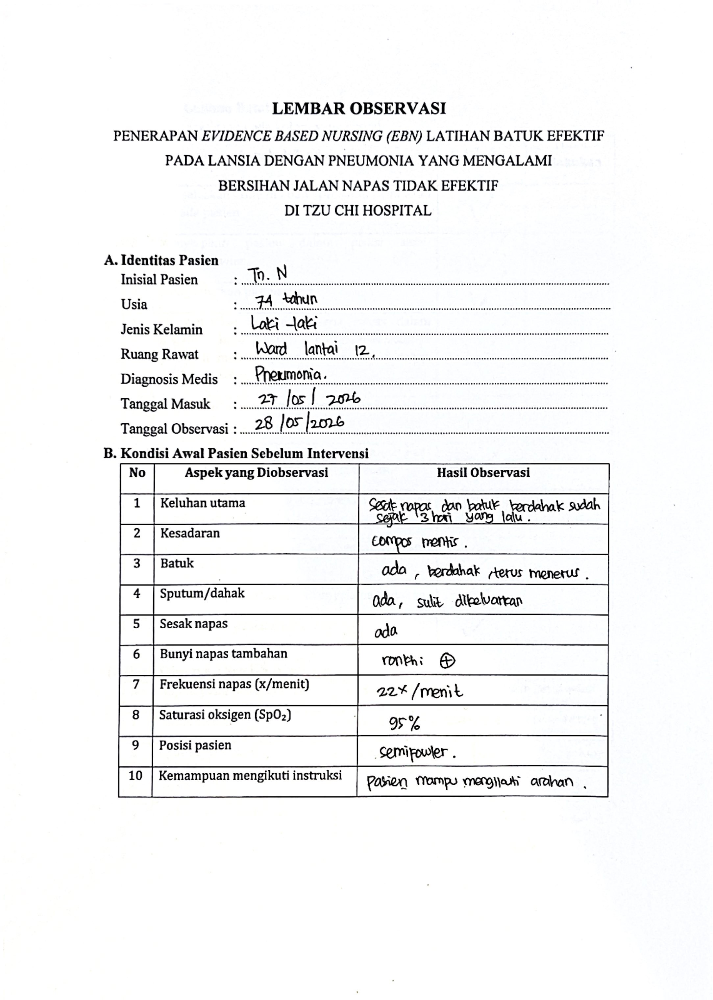 LEMBAR OBSERVASI
PENERAPAN EVIDENCE BASED NURSING (EBN) LATIHAN BATUK EFEKTIF
PADA LANSIA DENGAN PNEUMONIA YANG MENGALAMI
BERSIHAN JALAN NAPAS TIDAK EFEKTIF
DI TZU CHI HOSPITAL
A. Identitas Pasien
Inisial Pasien : Tn. N
Usia : 74 tahun
Jenis Kelamin : Laki-laki
Ruang Rawat : Ward lantai 12.
Diagnosis Medis : Pneumonia.
Tanggal Masuk : 27/05/2026
Tanggal Observasi : 28/05/2026
B. Kondisi Awal Pasien Sebelum Intervensi
No Aspek yang Diobservasi Hasil Observasi
1 Keluhan utama Sesak napas dan batuk berdahak sudah
sejak 3 hari yang lalu.
2 Kesadaran compos mentis.
3 Batuk ada, berdahak, terus menerus.
4 Sputum/dahak ada, sulit dikeluarkan
5 Sesak napas ada
6 Bunyi napas tambahan ronkhi ⊕
7 Frekuensi napas (x/menit) 22x/menit
8 Saturasi oksigen (SpO₂) 95%
9 Posisi pasien semifowler.
10 Kemampuan mengikuti instruksi Pasien mampu mengikuti arahan.